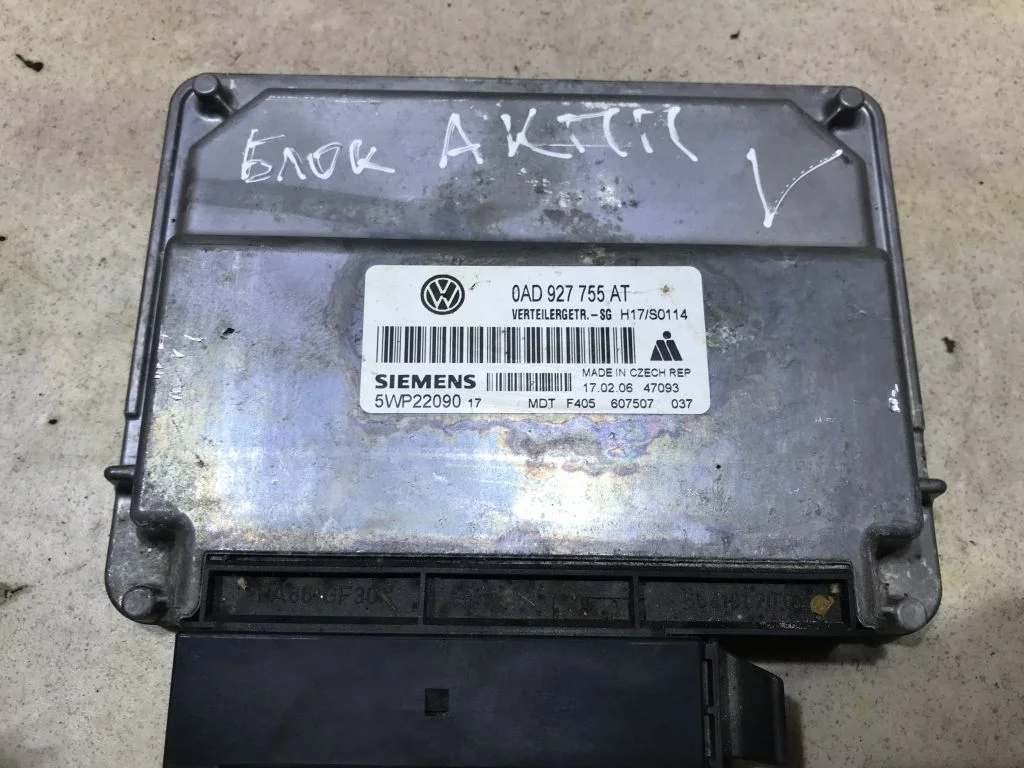 Блок АКПП V
0AD 927 755 AT
VERTEILERGETR.-SG H17/S0114
MADE IN CZECH REP
SIEMENS 17.02.06 47093
5WP22090 17 MDT F405 607507 037